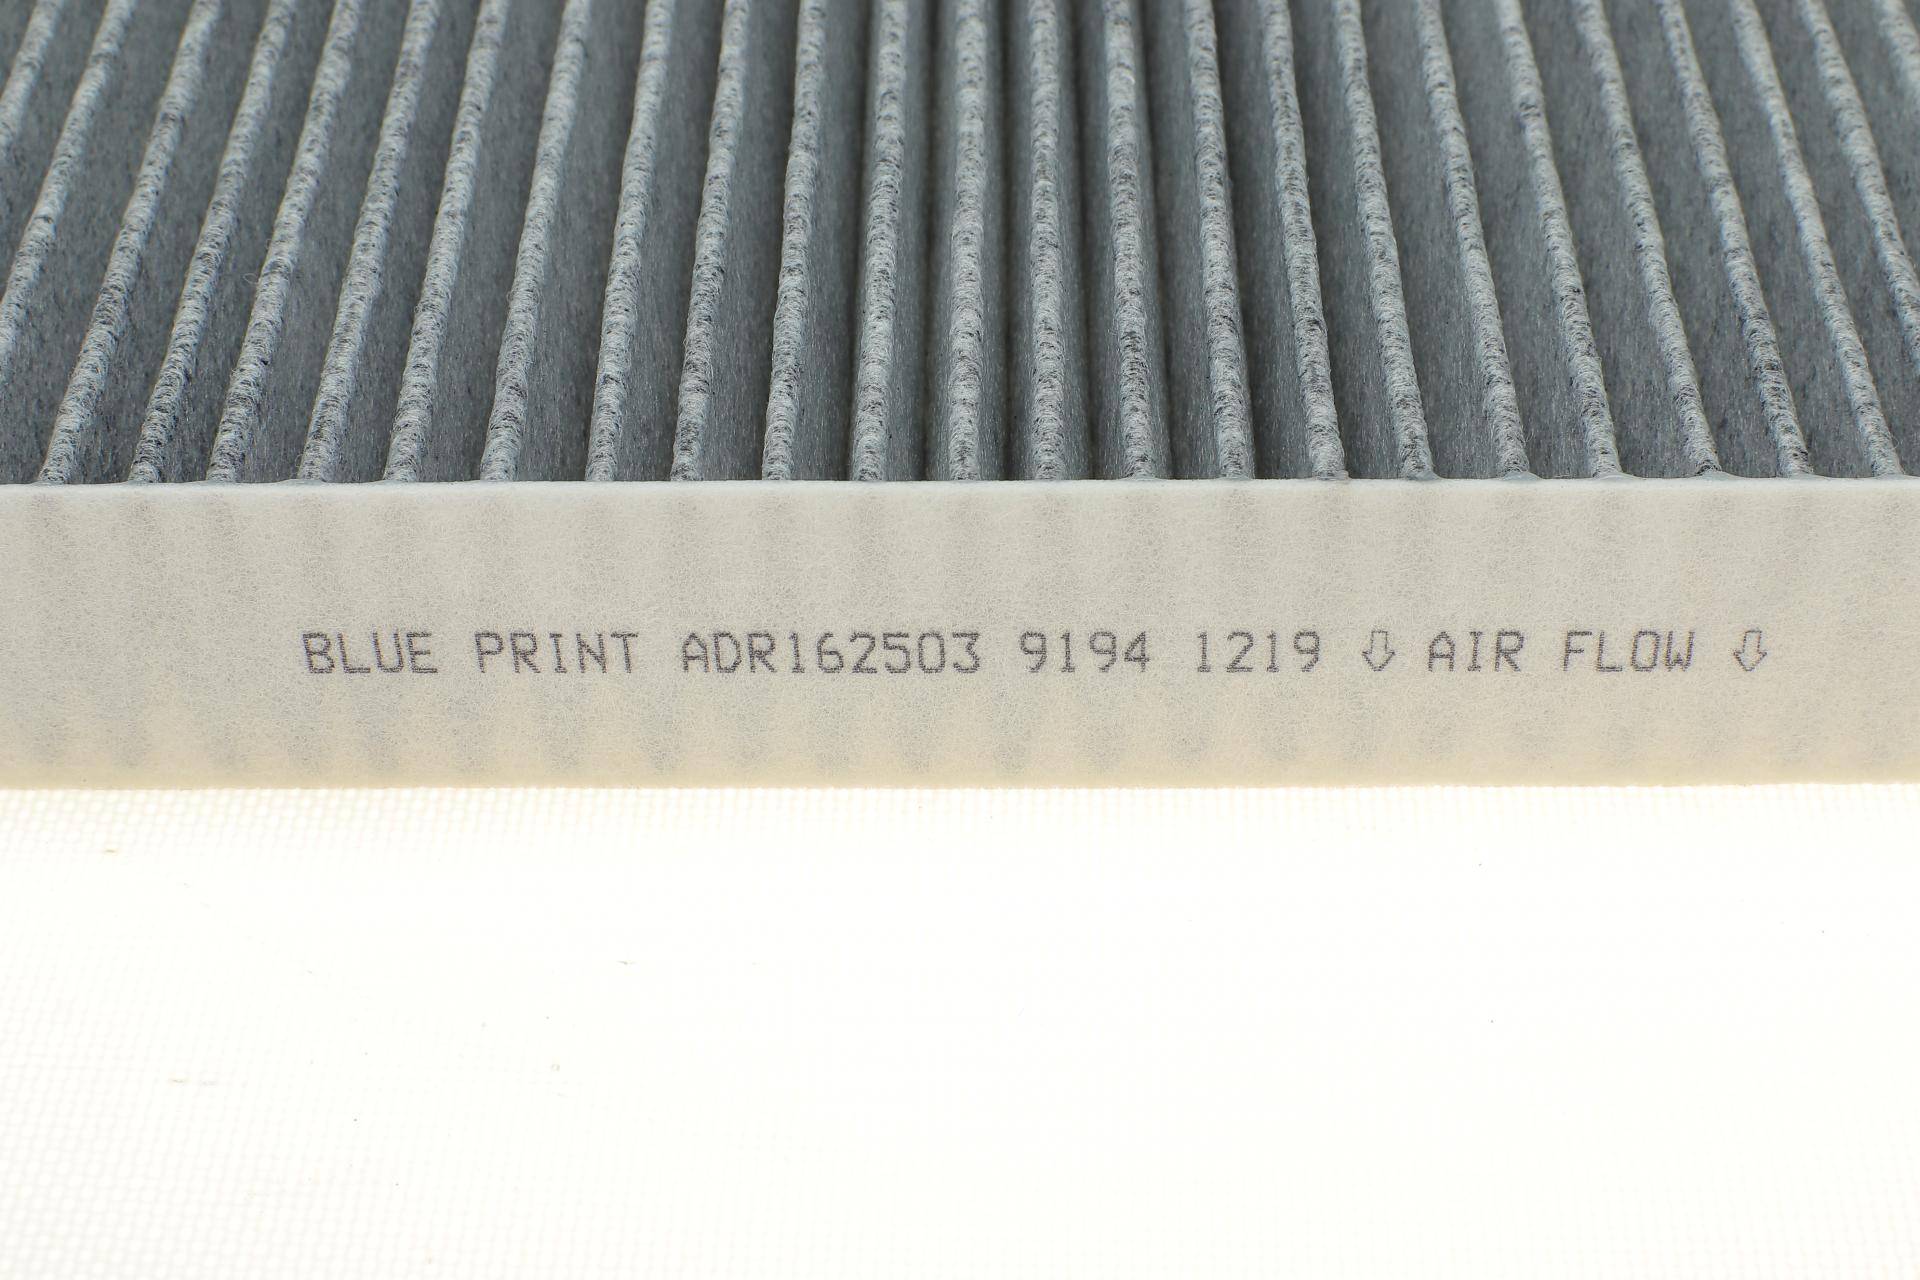 BLUE PRINT ADR162503 9194 1219 ⇩ AIR FLOW ⇩